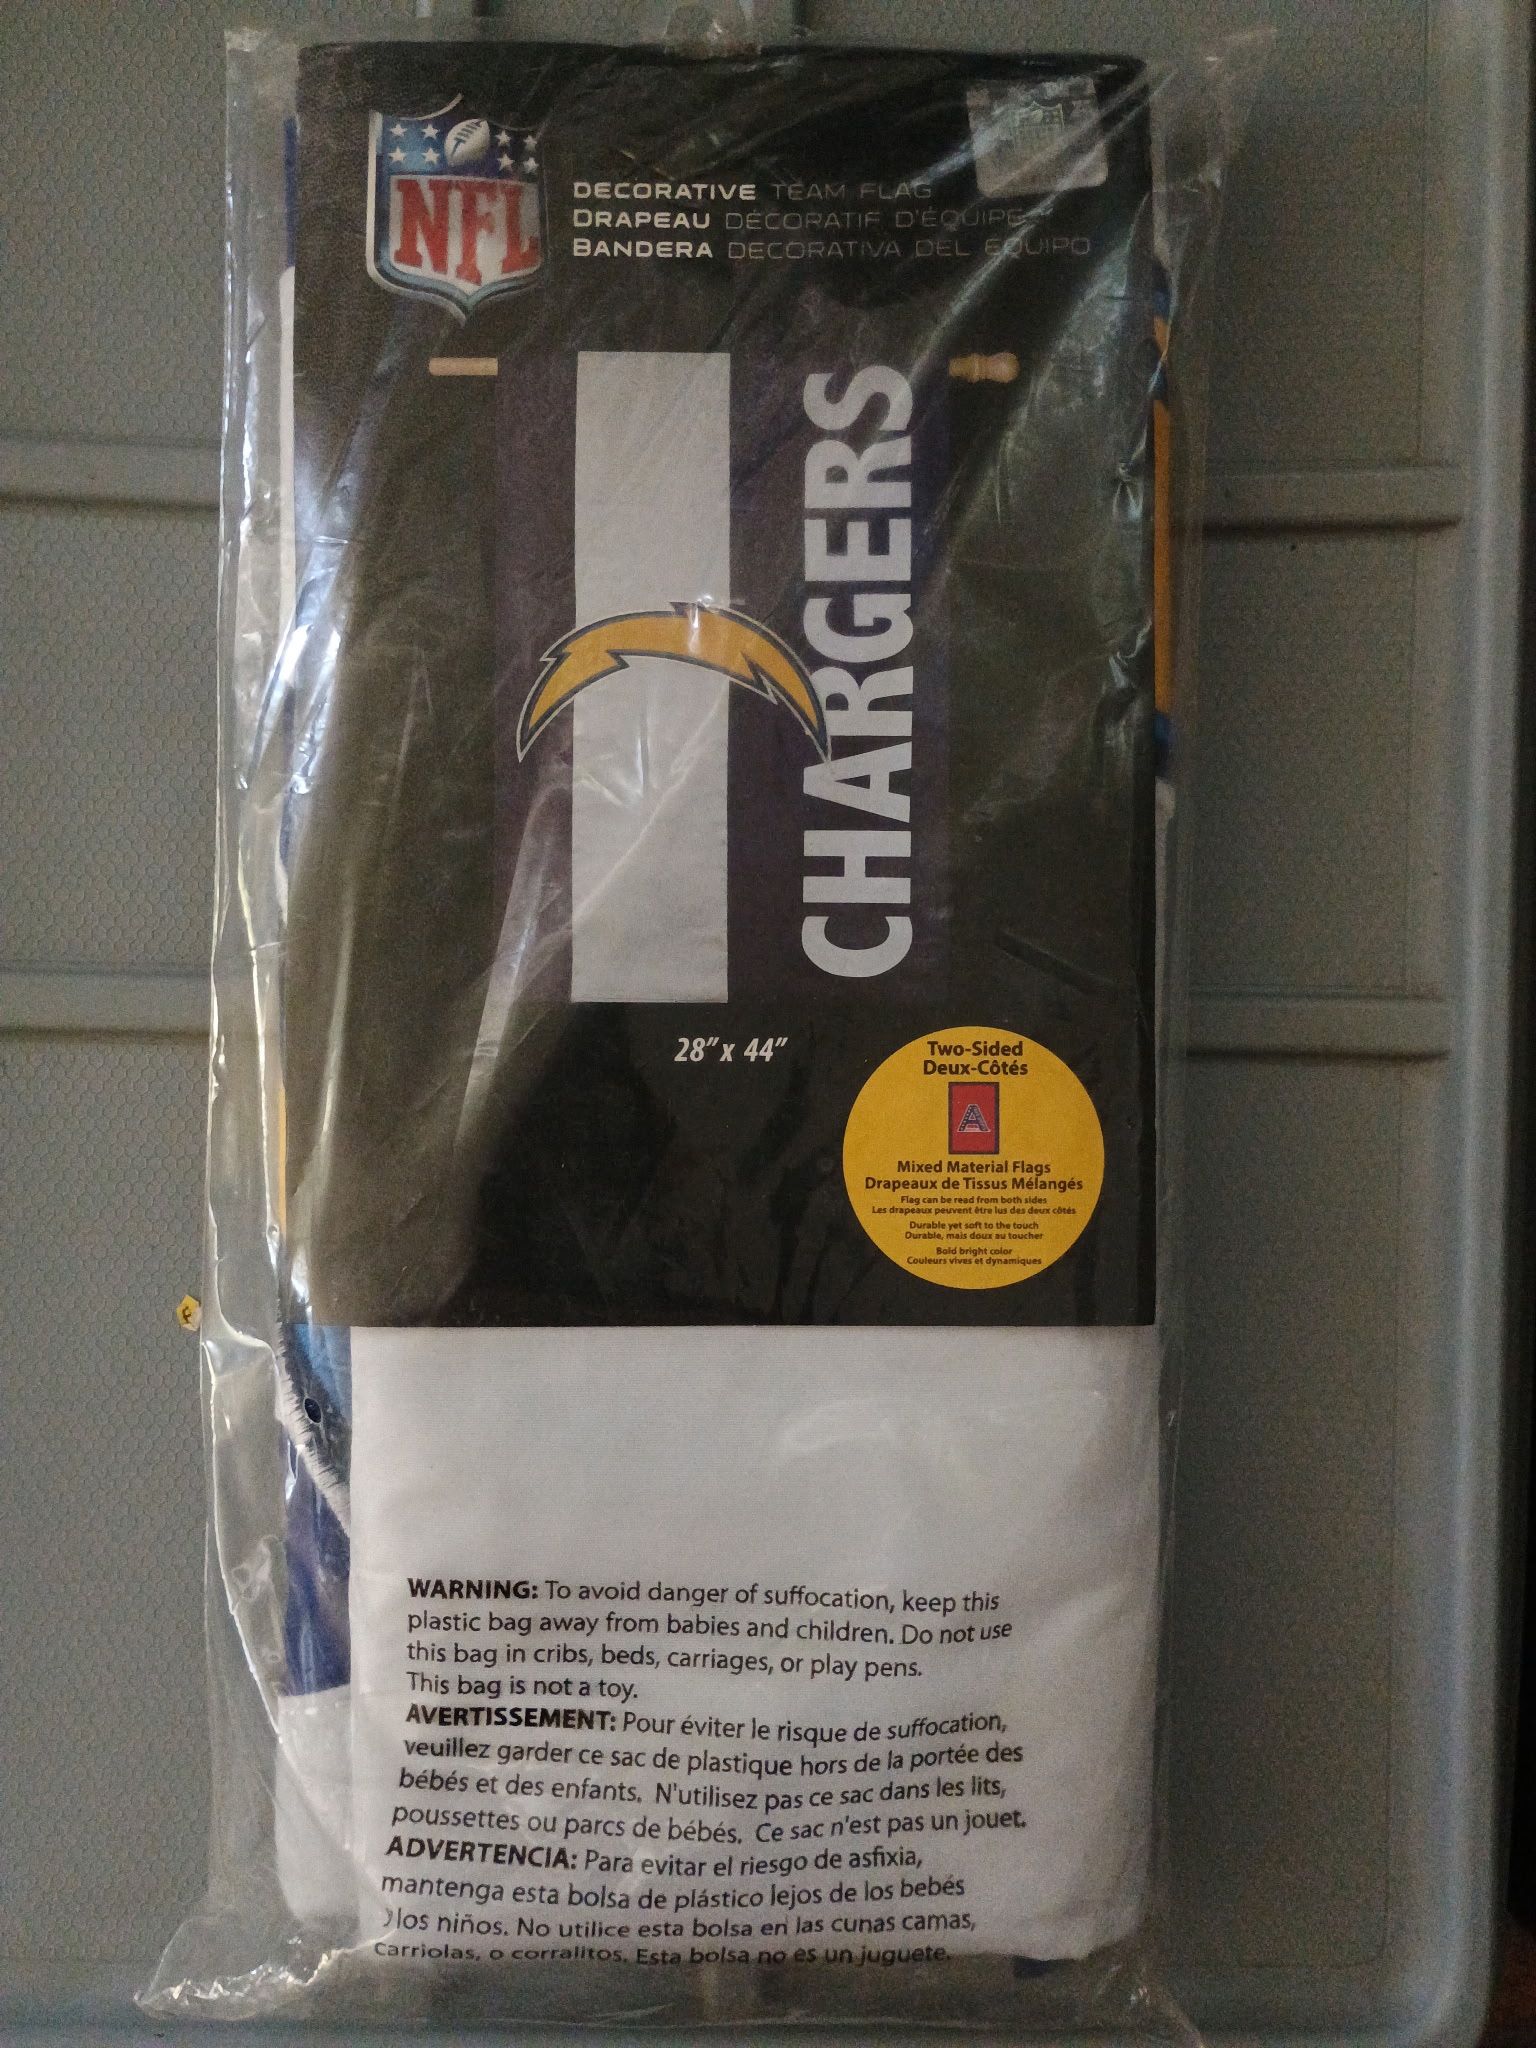 NFL
DECORATIVE TEAM FLAG
DRAPEAU DÉCORATIF D'ÉQUIPE
BANDERA DECORATIVA DEL EQUIPO
CHARGERS
28" x 44"
Two-Sided
Deux-Côtés
A
Mixed Material Flags
Drapeaux de Tissus Mélangés
Flag can be read from both sides
Les drapeaux peuvent être lus des deux côtés
Durable yet soft to the touch
Durable, mais doux au toucher
Bold bright color
Couleurs vives et dynamiques
WARNING: To avoid danger of suffocation, keep this
plastic bag away from babies and children. Do not use
this bag in cribs, beds, carriages, or play pens.
This bag is not a toy.
AVERTISSEMENT: Pour éviter le risque de suffocation,
veuillez garder ce sac de plastique hors de la portée des
bébés et des enfants. N'utilisez pas ce sac dans les lits,
poussettes ou parcs de bébés. Ce sac n'est pas un jouet.
ADVERTENCIA: Para evitar el riesgo de asfixia,
mantenga esta bolsa de plástico lejos de los bebés
los niños. No utilice esta bolsa en las cunas camas,
carriolas, o corralitos. Esta bolsa no es un juguete.